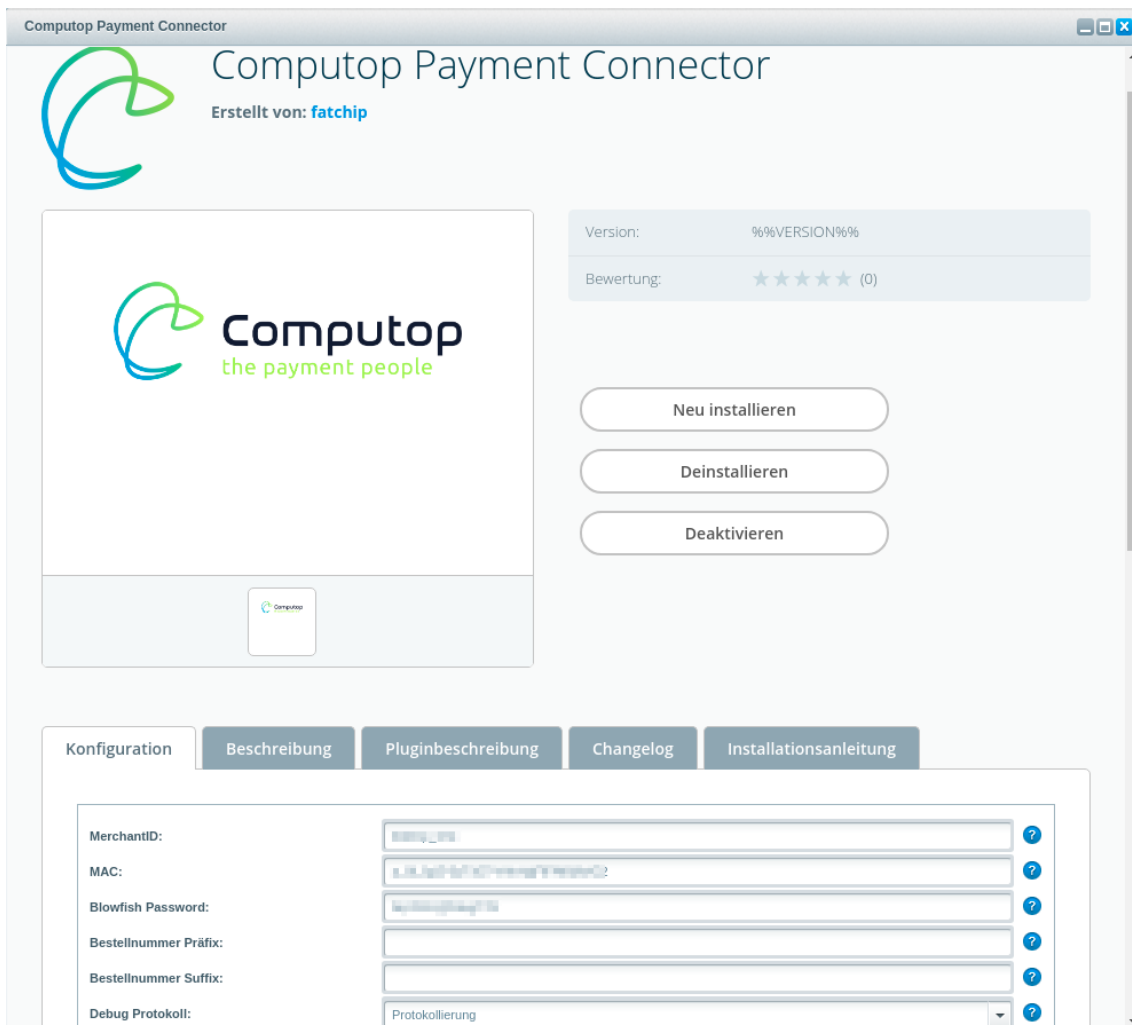 Computop Payment Connector
Computop Payment Connector
Erstellt von: fatchip
Version: %%VERSION%%
Bewertung: (0)
Computop
the payment people
Neu installieren
Deinstallieren
Deaktivieren
Computop
Konfiguration Beschreibung Pluginbeschreibung Changelog Installationsanleitung
MerchantID:
MAC:
Blowfish Password:
Bestellnummer Präfix:
Bestellnummer Suffix:
Debug Protokoll: Protokollierung